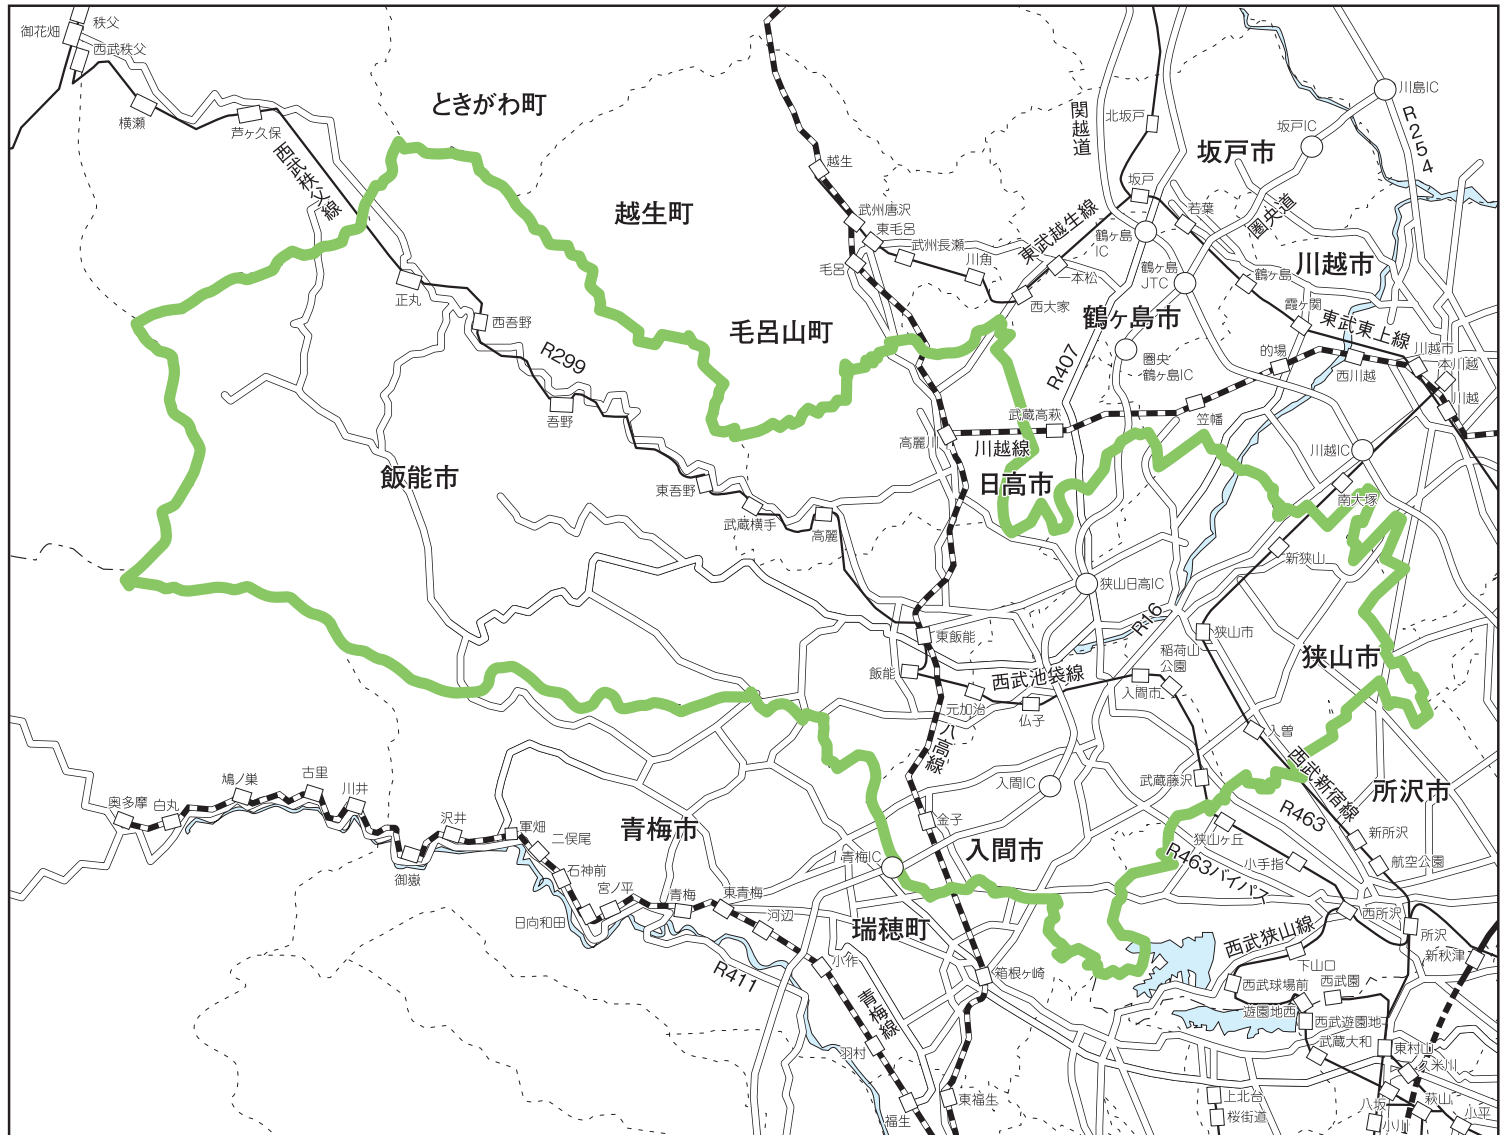 秩父
御花畑
西武秩父
横瀬
芦ヶ久保
西武秩父線
ときがわ町
越生町
越生
武州唐沢
東毛呂
武州長瀬
川角
毛呂
東武越生線
西大家
一本松
関越道
北坂戸
坂戸
坂戸市
坂戸IC
川島IC
R254
若葉
圏央道
鶴ヶ島
IC
鶴ヶ島
JTC
鶴ヶ島
川越市
霞ヶ関
東武東上線
鶴ヶ島市
圏央
鶴ヶ島IC
R407
的場
西川越
川越市
本川越
川越
毛呂山町
正丸
西吾野
R299
吾野
飯能市
東吾野
武蔵横手
高麗
高麗川
川越線
武蔵高萩
笠幡
日高市
川越IC
南大塚
新狭山
狭山日高IC
R16
狭山市
稲荷山
公園
狭山市
東飯能
飯能
西武池袋線
元加治
仏子
入間市
八高線
入曽
西武新宿線
入間IC
武蔵藤沢
所沢市
R463
新所沢
航空公園
狭山ヶ丘
小手指
R463バイパス
金子
入間市
青梅IC
青梅市
瑞穂町
奥多摩
白丸
鳩ノ巣
古里
川井
御嶽
沢井
軍畑
二俣尾
石神前
日向和田
宮ノ平
青梅
東青梅
河辺
小作
R411
青梅線
羽村
福生
東福生
箱根ヶ崎
西武狭山線
西所沢
所沢
新秋津
下山口
西武球場前
西武園
遊園地西
西武遊園地
武蔵大和
東村山
久米川
八坂
萩山
小平
小川
上北台
桜街道